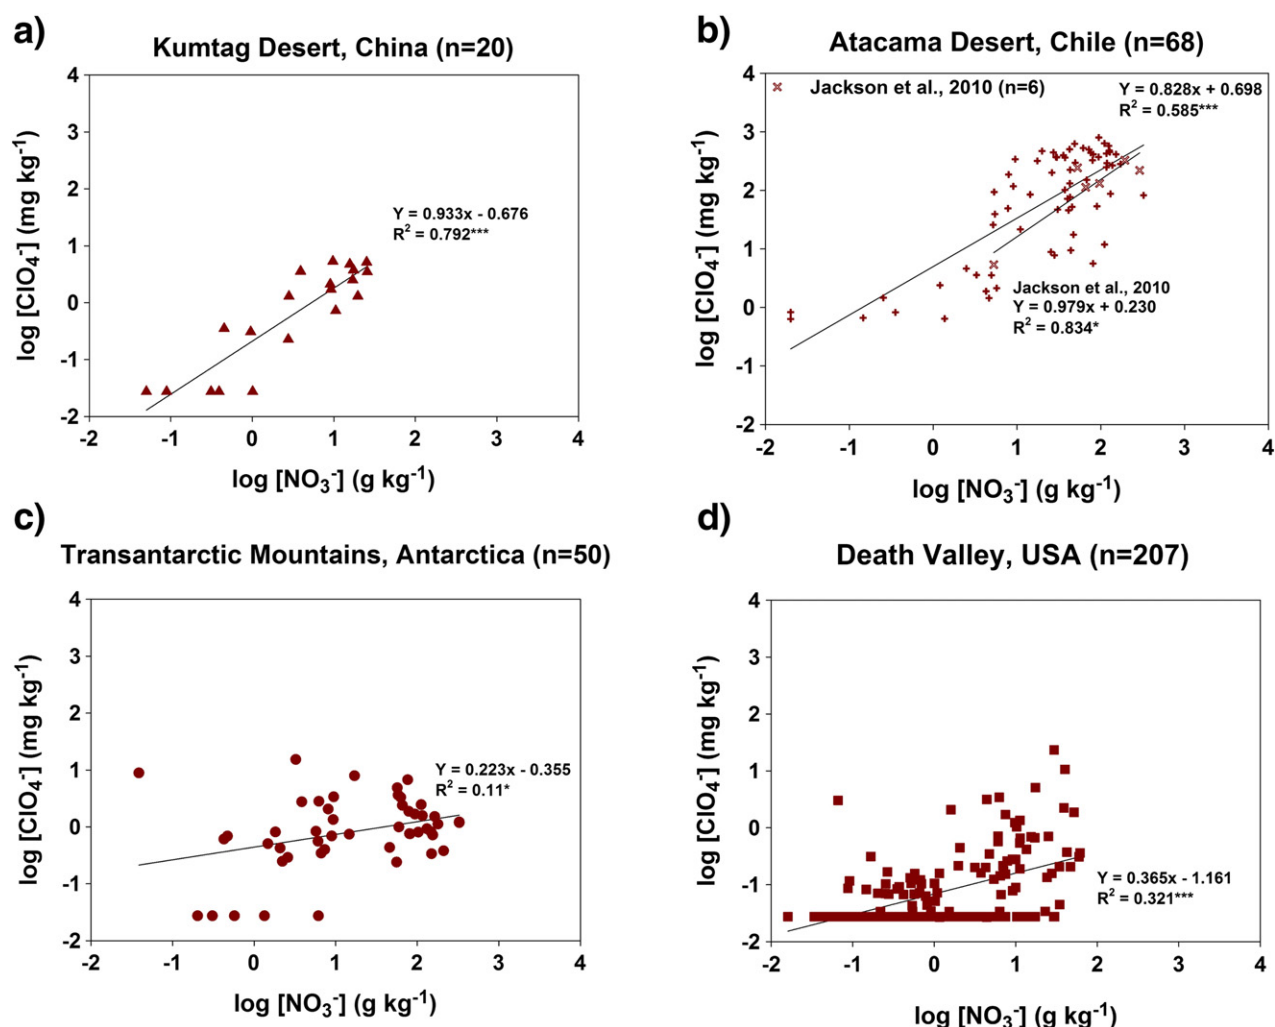 a)
Kumtag Desert, China (n=20)
4
3
2
1
0
-1
-2
log [ClO₄⁻] (mg kg⁻¹)
Y = 0.933x - 0.676
R² = 0.792***
-2 -1 0 1 2 3 4
log [NO₃⁻] (g kg⁻¹)
b)
Atacama Desert, Chile (n=68)
4
3
2
1
0
-1
-2
log [ClO₄⁻] (mg kg⁻¹)
Jackson et al., 2010 (n=6)
Y = 0.828x + 0.698
R² = 0.585***
Jackson et al., 2010
Y = 0.979x + 0.230
R² = 0.834*
-2 -1 0 1 2 3 4
log [NO₃⁻] (g kg⁻¹)
c)
Transantarctic Mountains, Antarctica (n=50)
4
3
2
1
0
-1
-2
log [ClO₄⁻] (mg kg⁻¹)
Y = 0.223x - 0.355
R² = 0.11*
-2 -1 0 1 2 3 4
log [NO₃⁻] (g kg⁻¹)
d)
Death Valley, USA (n=207)
4
3
2
1
0
-1
-2
log [ClO₄⁻] (mg kg⁻¹)
Y = 0.365x - 1.161
R² = 0.321***
-2 -1 0 1 2 3 4
log [NO₃⁻] (g kg⁻¹)